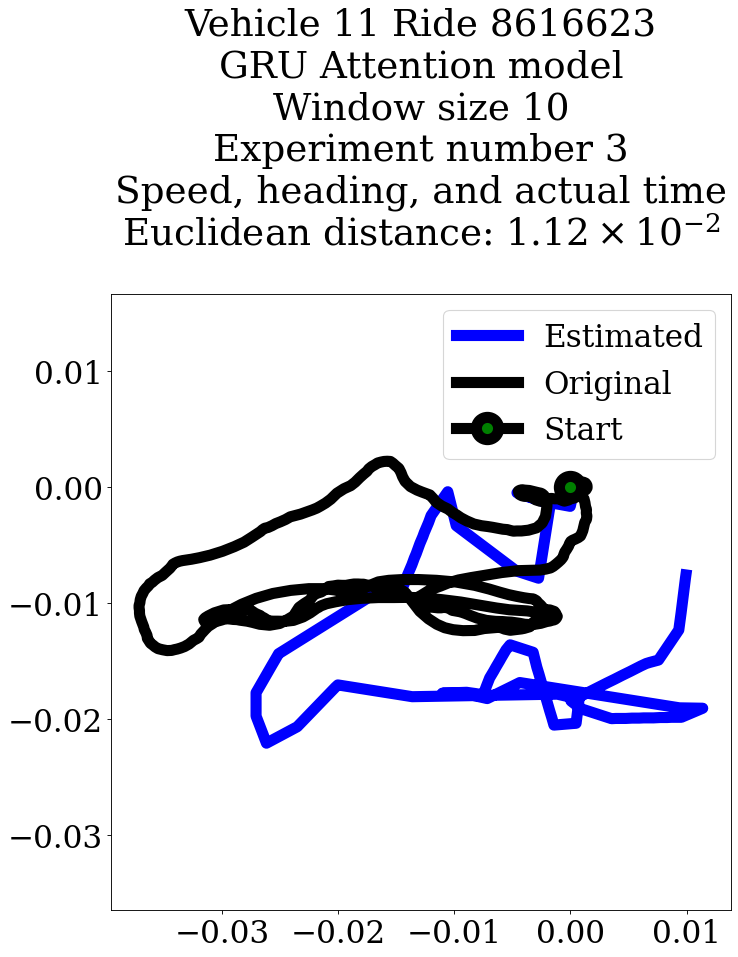 Vehicle 11 Ride 8616623
GRU Attention model
Window size 10
Experiment number 3
Speed, heading, and actual time
Euclidean distance: 1.12 × 10⁻²
Estimated
Original
Start
0.01
0.00
−0.01
−0.02
−0.03
−0.03 −0.02 −0.01 0.00 0.01